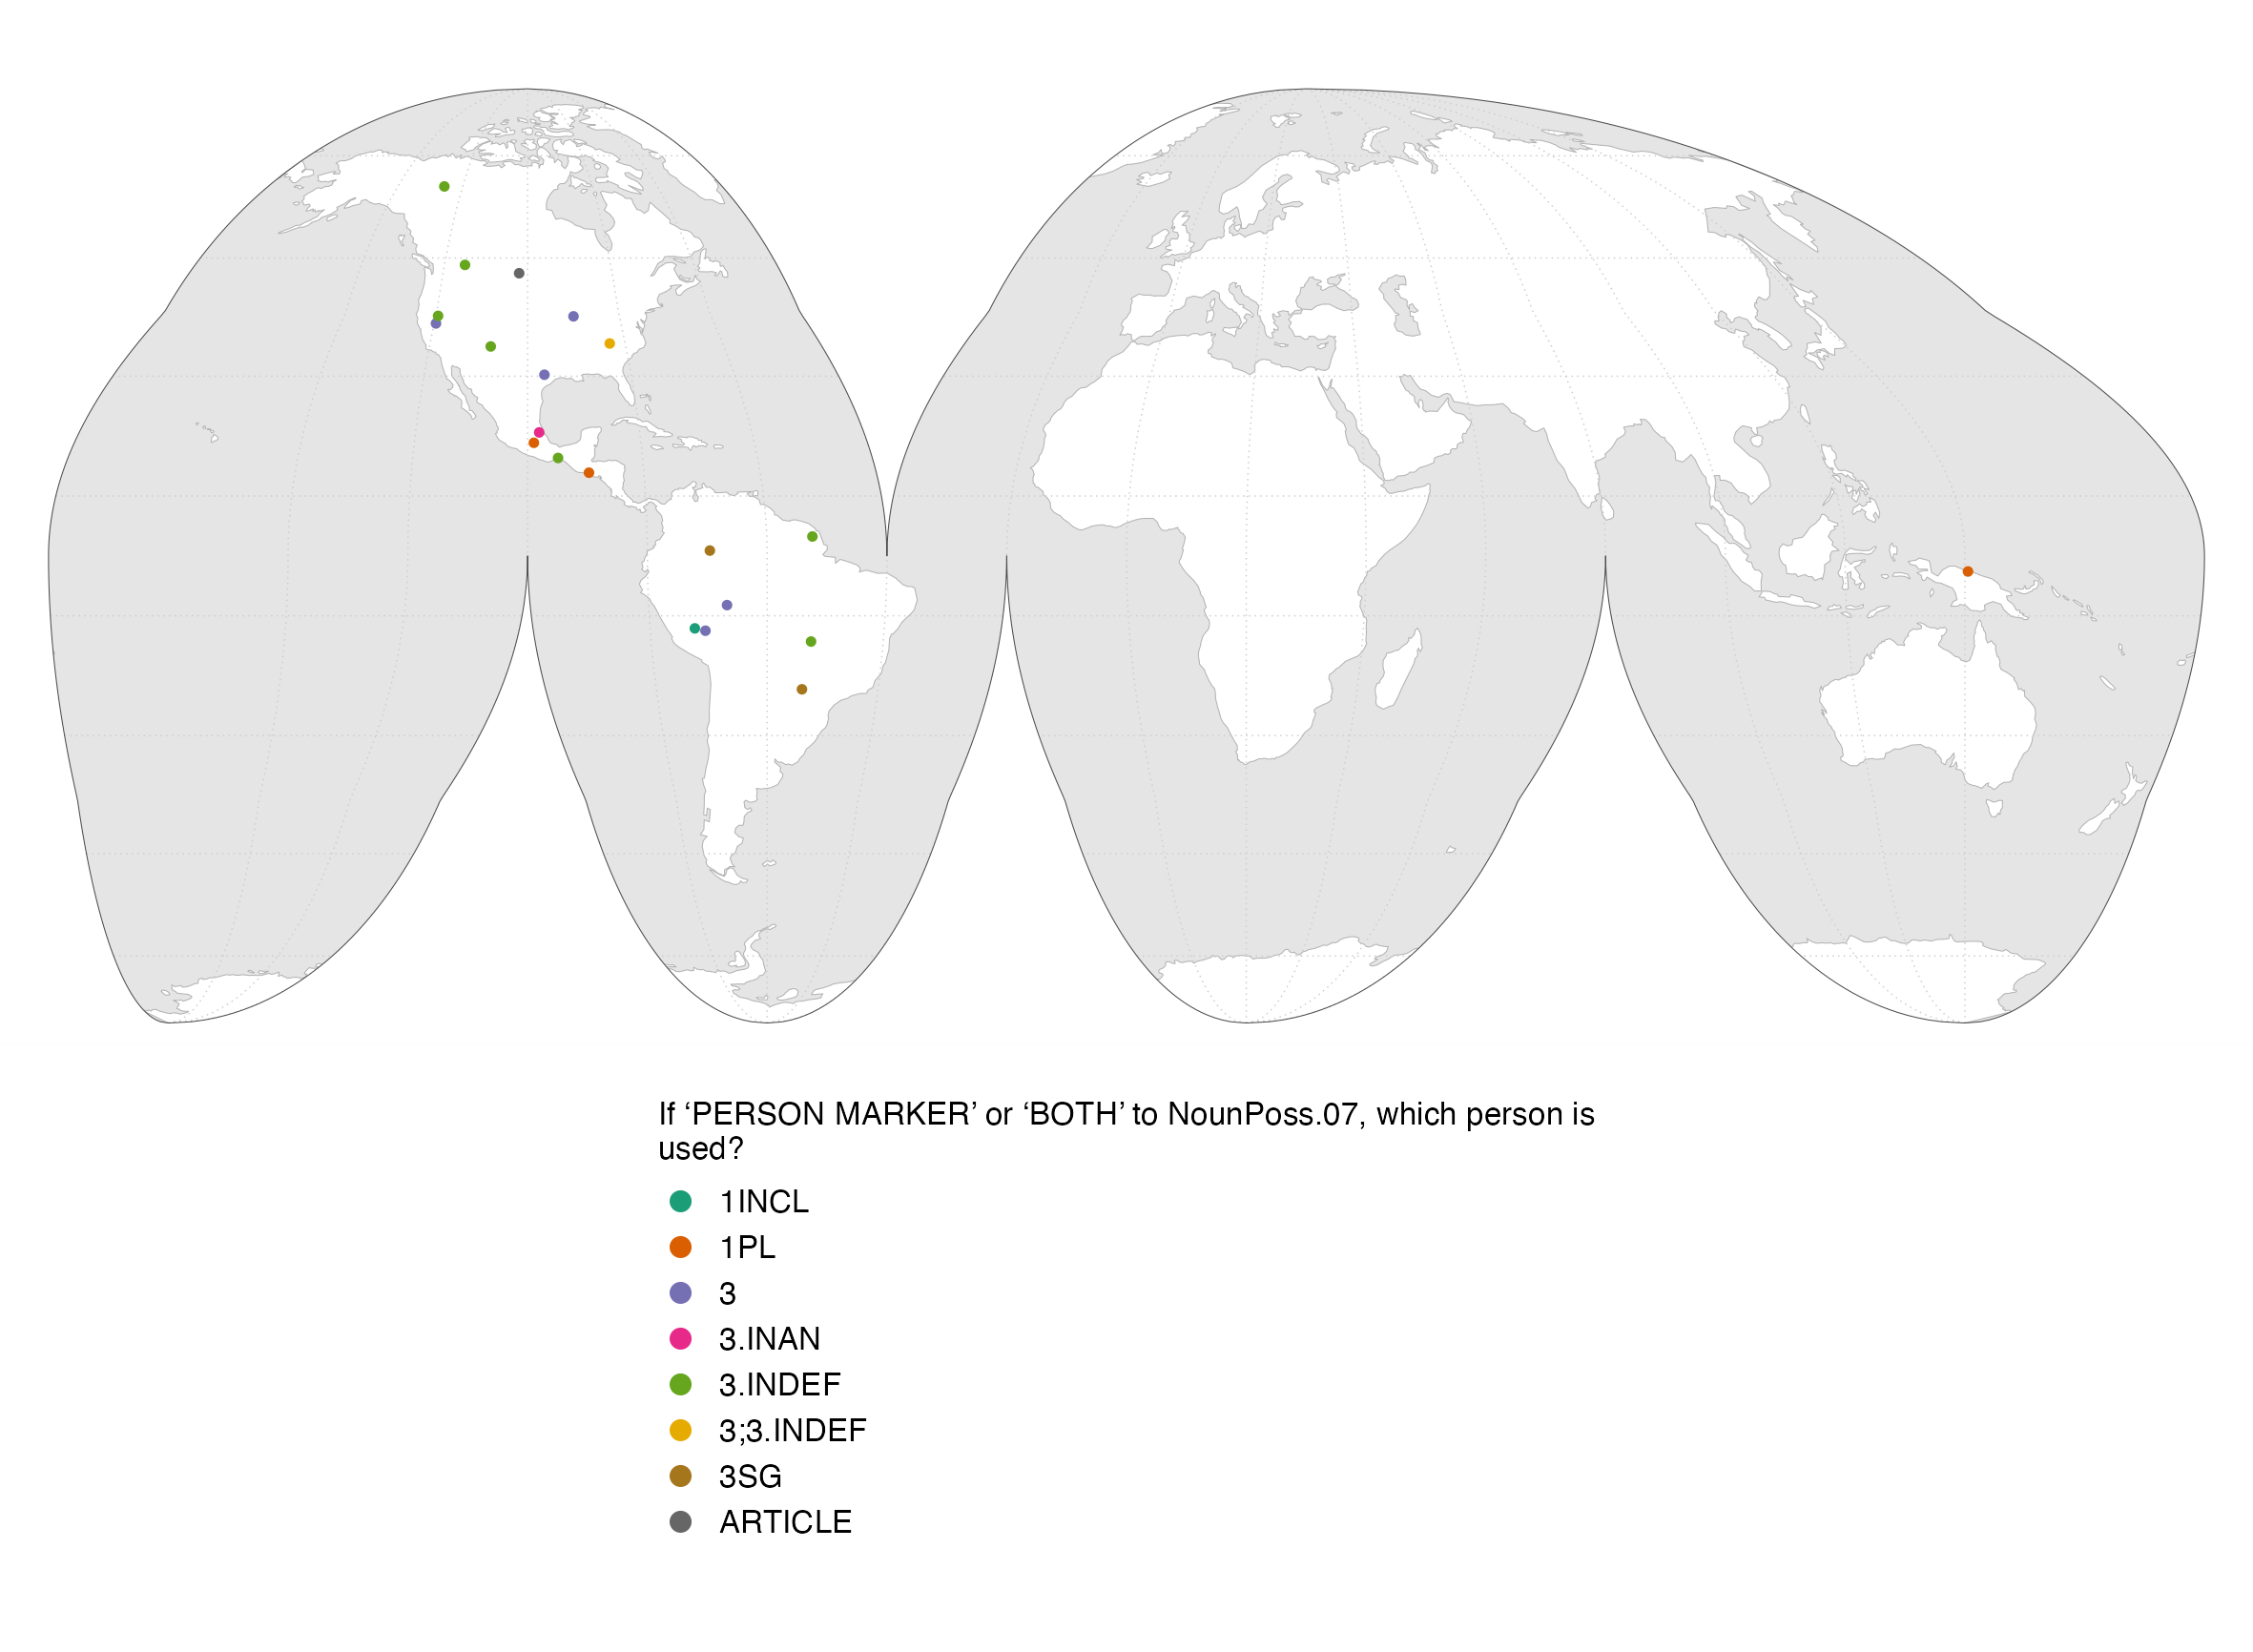 If ‘PERSON MARKER’ or ‘BOTH’ to NounPoss.07, which person is
used?
1INCL
1PL
3
3.INAN
3.INDEF
3;3.INDEF
3SG
ARTICLE